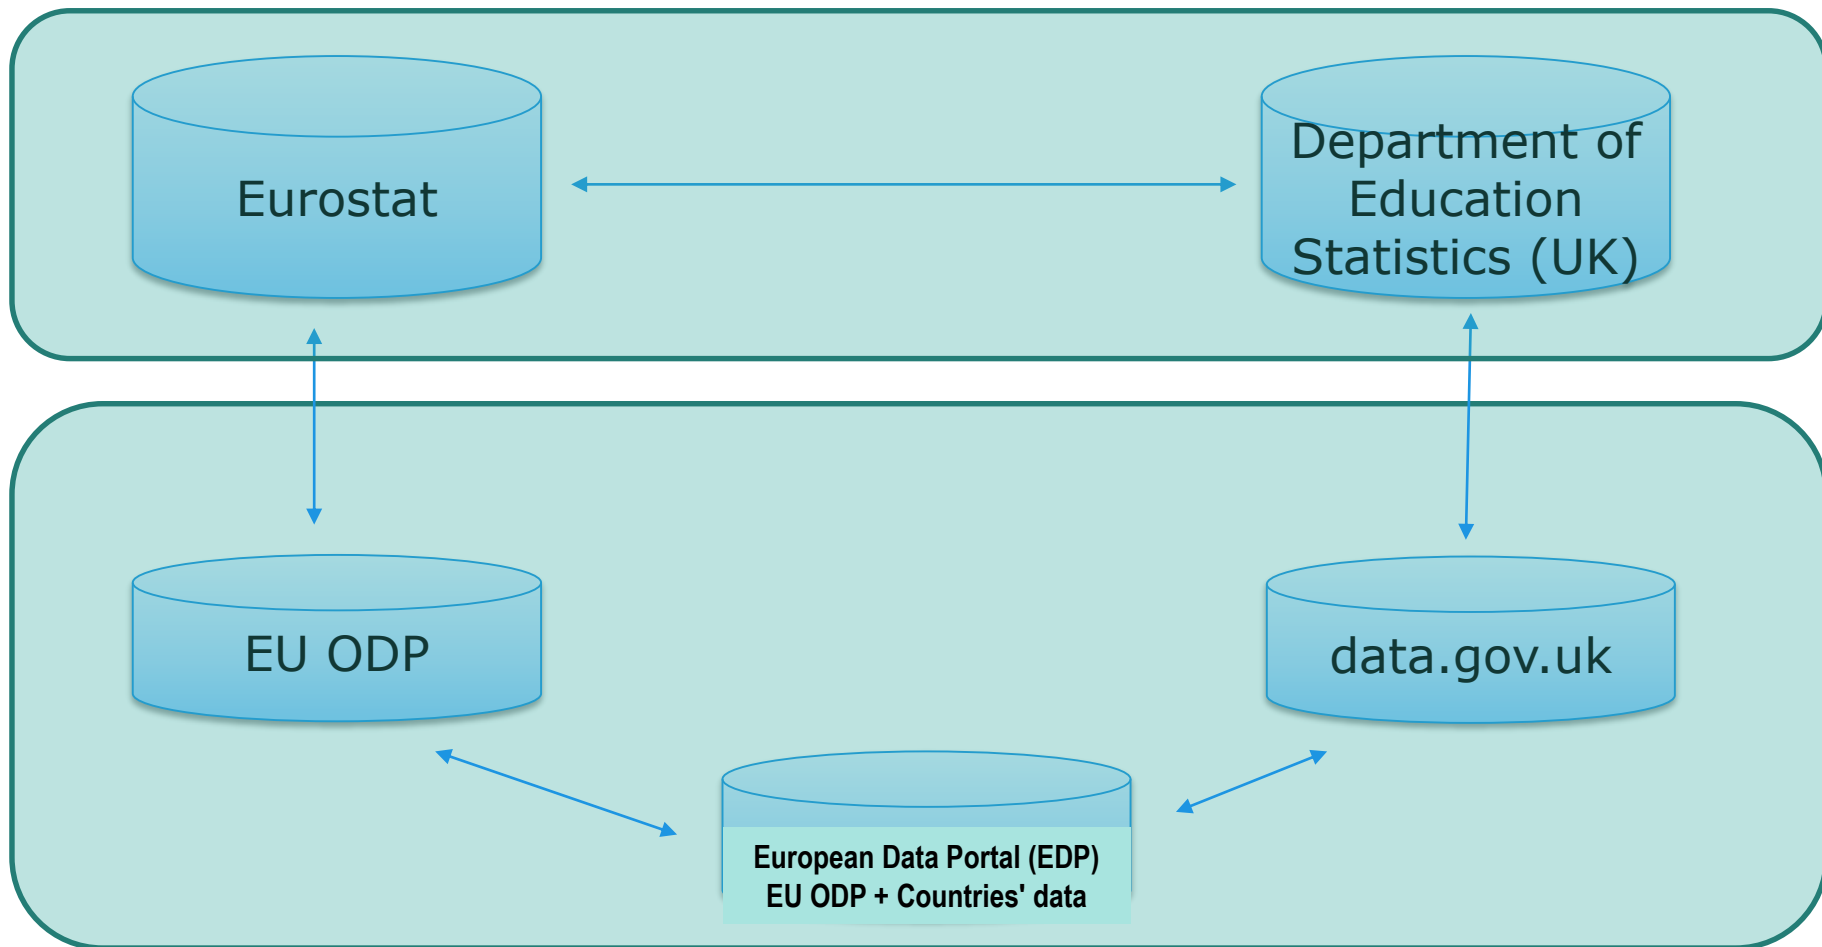 Eurostat
Department of
Education
Statistics (UK)
EU ODP
data.gov.uk
European Data Portal (EDP)
EU ODP + Countries' data